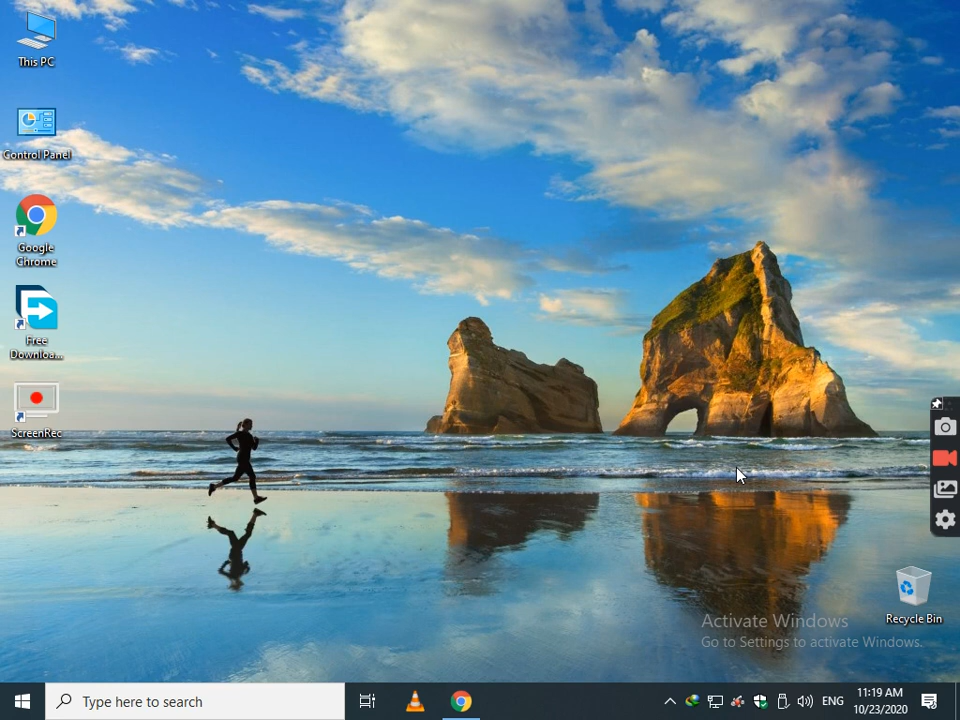 This PC
Control Panel
Google
Chrome
Free
Downloa...
ScreenRec
Recycle Bin
Activate Windows
Go to Settings to activate Windows.
Type here to search
ENG
11:19 AM
10/23/2020